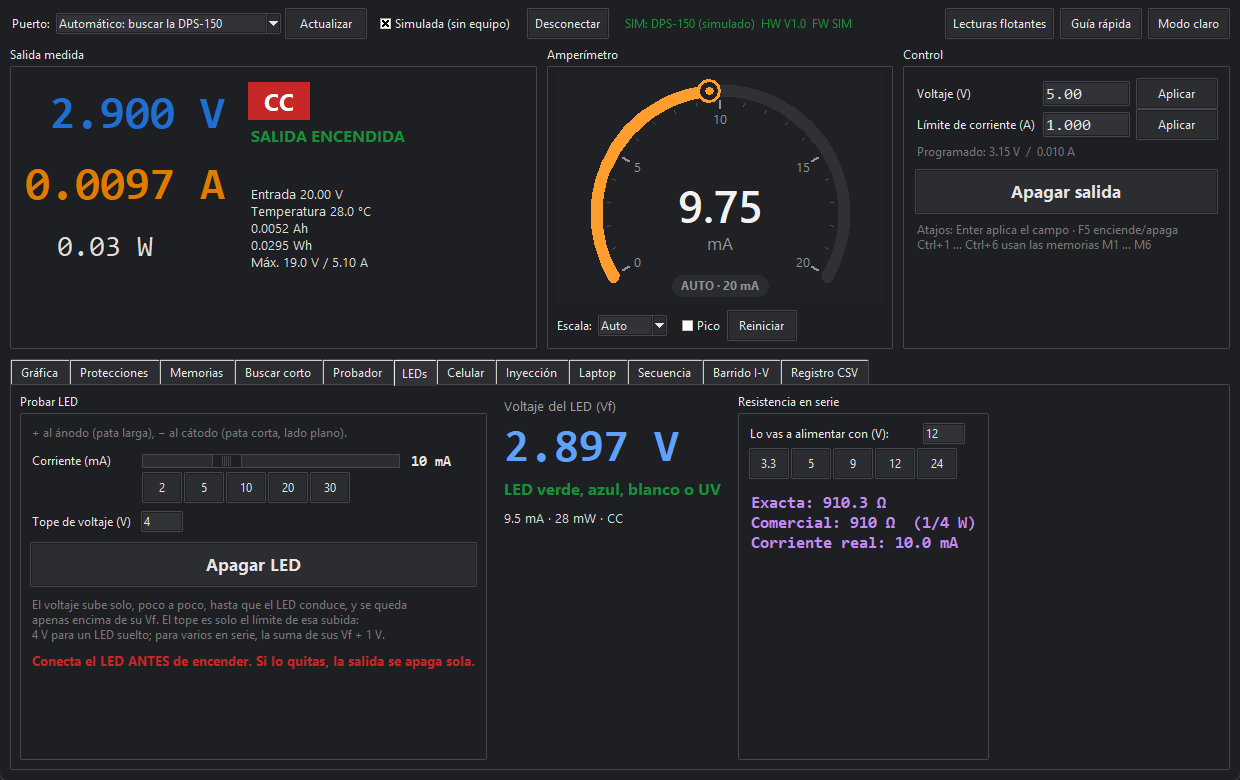 Puerto: Automático: buscar la DPS-150 Actualizar Simulada (sin equipo) Desconectar SIM: DPS-150 (simulado) HW V1.0 FW SIM Lecturas flotantes Guía rápida Modo claro
Salida medida
2.900 V
CC
SALIDA ENCENDIDA
0.0097 A
0.03 W
Entrada 20.00 V
Temperatura 28.0 °C
0.0052 Ah
0.0295 Wh
Máx. 19.0 V / 5.10 A
Amperímetro
0
5
10
15
20
9.75
mA
AUTO · 20 mA
Escala: Auto Pico Reiniciar
Control
Voltaje (V) 5.00 Aplicar
Límite de corriente (A) 1.000 Aplicar
Programado: 3.15 V / 0.010 A
Apagar salida
Atajos: Enter aplica el campo · F5 enciende/apaga
Ctrl+1 ... Ctrl+6 usan las memorias M1 ... M6
Gráfica Protecciones Memorias Buscar corto Probador LEDs Celular Inyección Laptop Secuencia Barrido I-V Registro CSV
Probar LED
+ al ánodo (pata larga), − al cátodo (pata corta, lado plano).
Corriente (mA) 10 mA
2 5 10 20 30
Tope de voltaje (V) 4
Apagar LED
El voltaje sube solo, poco a poco, hasta que el LED conduce, y se queda
apenas encima de su Vf. El tope es solo el límite de esa subida:
4 V para un LED suelto; para varios en serie, la suma de sus Vf + 1 V.
Conecta el LED ANTES de encender. Si lo quitas, la salida se apaga sola.
Voltaje del LED (Vf)
2.897 V
LED verde, azul, blanco o UV
9.5 mA · 28 mW · CC
Resistencia en serie
Lo vas a alimentar con (V): 12
3.3 5 9 12 24
Exacta: 910.3 Ω
Comercial: 910 Ω (1/4 W)
Corriente real: 10.0 mA